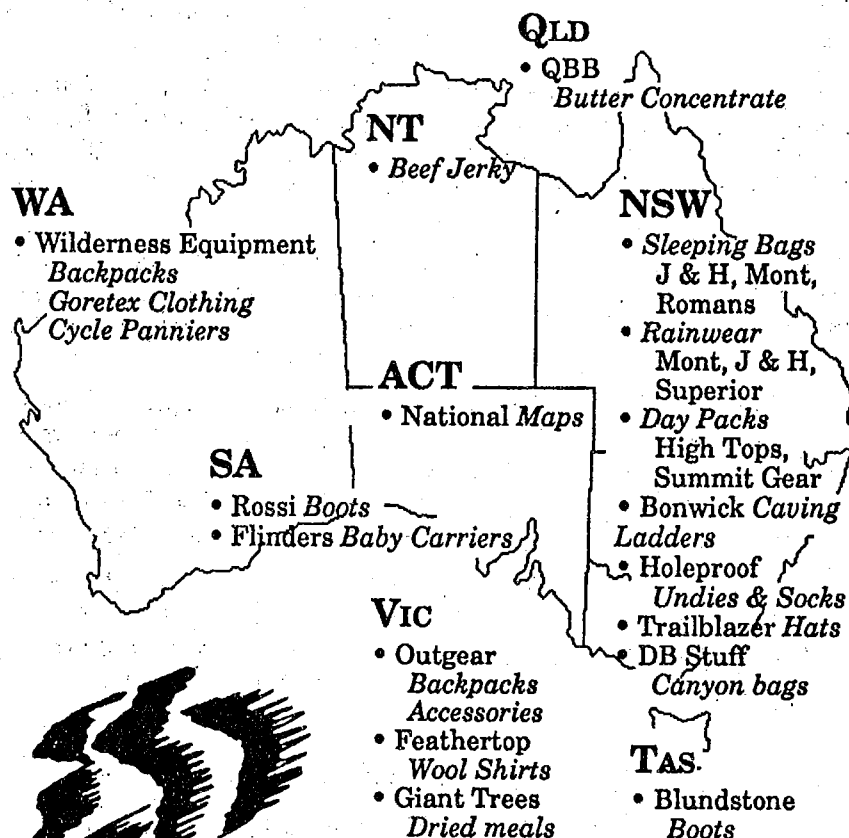 QLD
• QBB
Butter Concentrate
NT
• Beef Jerky
WA
• Wilderness Equipment
Backpacks
Goretex Clothing
Cycle Panniers
NSW
• Sleeping Bags
J & H, Mont,
Romans
• Rainwear
Mont, J & H,
Superior
• Day Packs
High Tops,
Summit Gear
• Bonwick Caving
Ladders
• Holeproof
Undies & Socks
• Trailblazer Hats
• DB Stuff
Canyon bags
ACT
• National Maps
SA
• Rossi Boots
• Flinders Baby Carriers
VIC
• Outgear
Backpacks
Accessories
• Feathertop
Wool Shirts
• Giant Trees
Dried meals
TAS.
• Blundstone
Boots